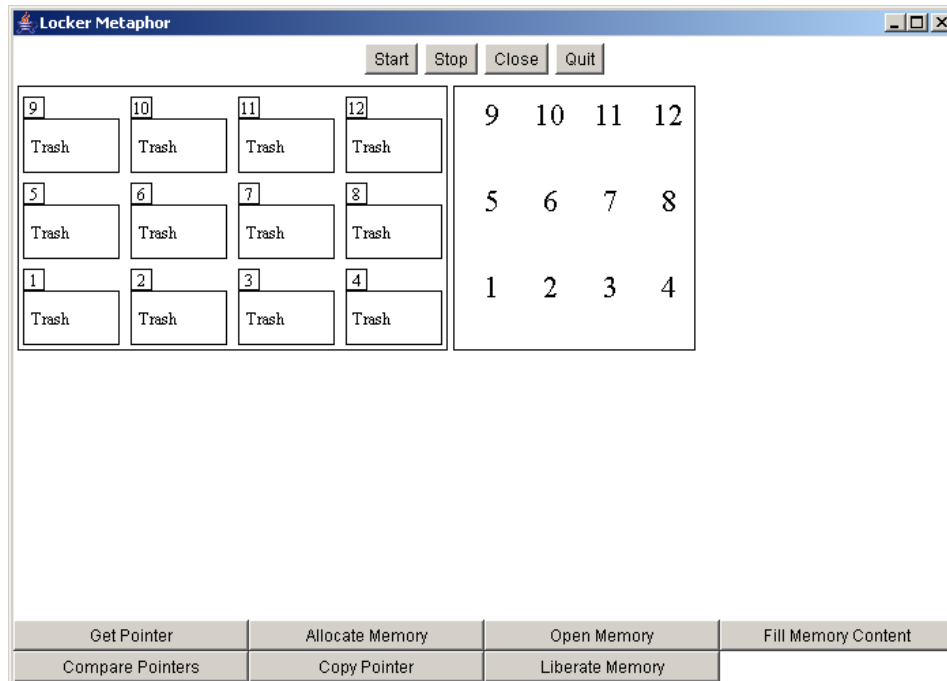 Locker Metaphor
Start Stop Close Quit
9 10 11 12
Trash Trash Trash Trash
5 6 7 8
Trash Trash Trash Trash
1 2 3 4
Trash Trash Trash Trash
9 10 11 12
5 6 7 8
1 2 3 4
Get Pointer Allocate Memory Open Memory Fill Memory Content
Compare Pointers Copy Pointer Liberate Memory